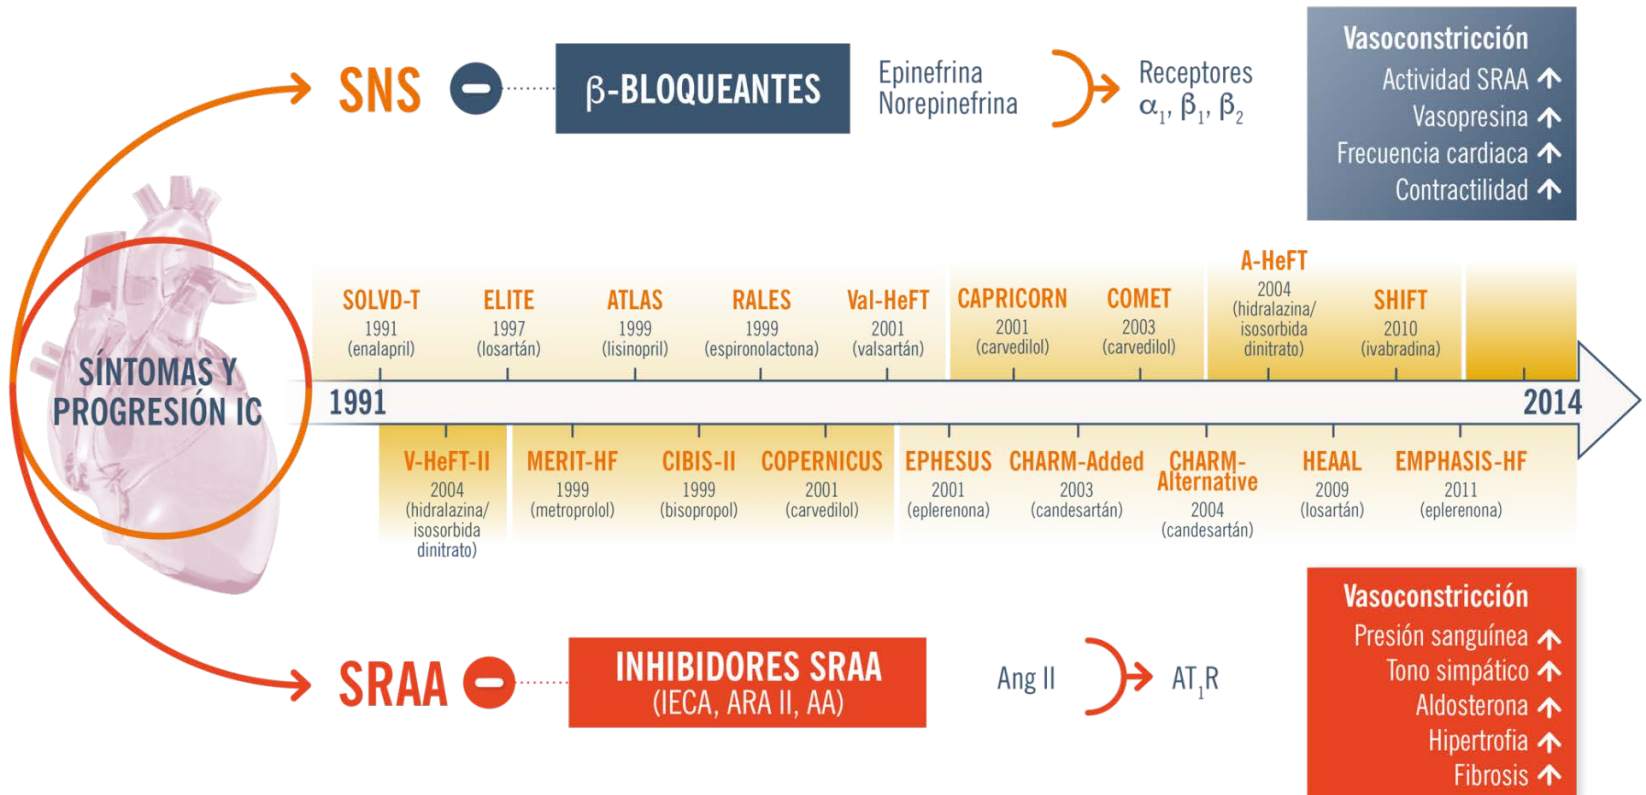 SNS
β-BLOQUEANTES
Epinefrina
Norepinefrina
Receptores
α₁, β₁, β₂
Vasoconstricción
Actividad SRAA ↑
Vasopresina ↑
Frecuencia cardiaca ↑
Contractilidad ↑
SÍNTOMAS Y
PROGRESIÓN IC
SOLVD-T
1991
(enalapril)
ELITE
1997
(losartán)
ATLAS
1999
(lisinopril)
RALES
1999
(espironolactona)
Val-HeFT
2001
(valsartán)
CAPRICORN
2001
(carvedilol)
COMET
2003
(carvedilol)
A-HeFT
2004
(hidralazina/
isosorbida
dinitrato)
SHIFT
2010
(ivabradina)
1991
2014
V-HeFT-II
2004
(hidralazina/
isosorbida
dinitrato)
MERIT-HF
1999
(metroprolol)
CIBIS-II
1999
(bisopropol)
COPERNICUS
2001
(carvedilol)
EPHESUS
2001
(eplerenona)
CHARM-Added
2003
(candesartán)
CHARM-
Alternative
2004
(candesartán)
HEAAL
2009
(losartán)
EMPHASIS-HF
2011
(eplerenona)
SRAA
INHIBIDORES SRAA
(IECA, ARA II, AA)
Ang II
AT₁R
Vasoconstricción
Presión sanguínea ↑
Tono simpático ↑
Aldosterona ↑
Hipertrofia ↑
Fibrosis ↑